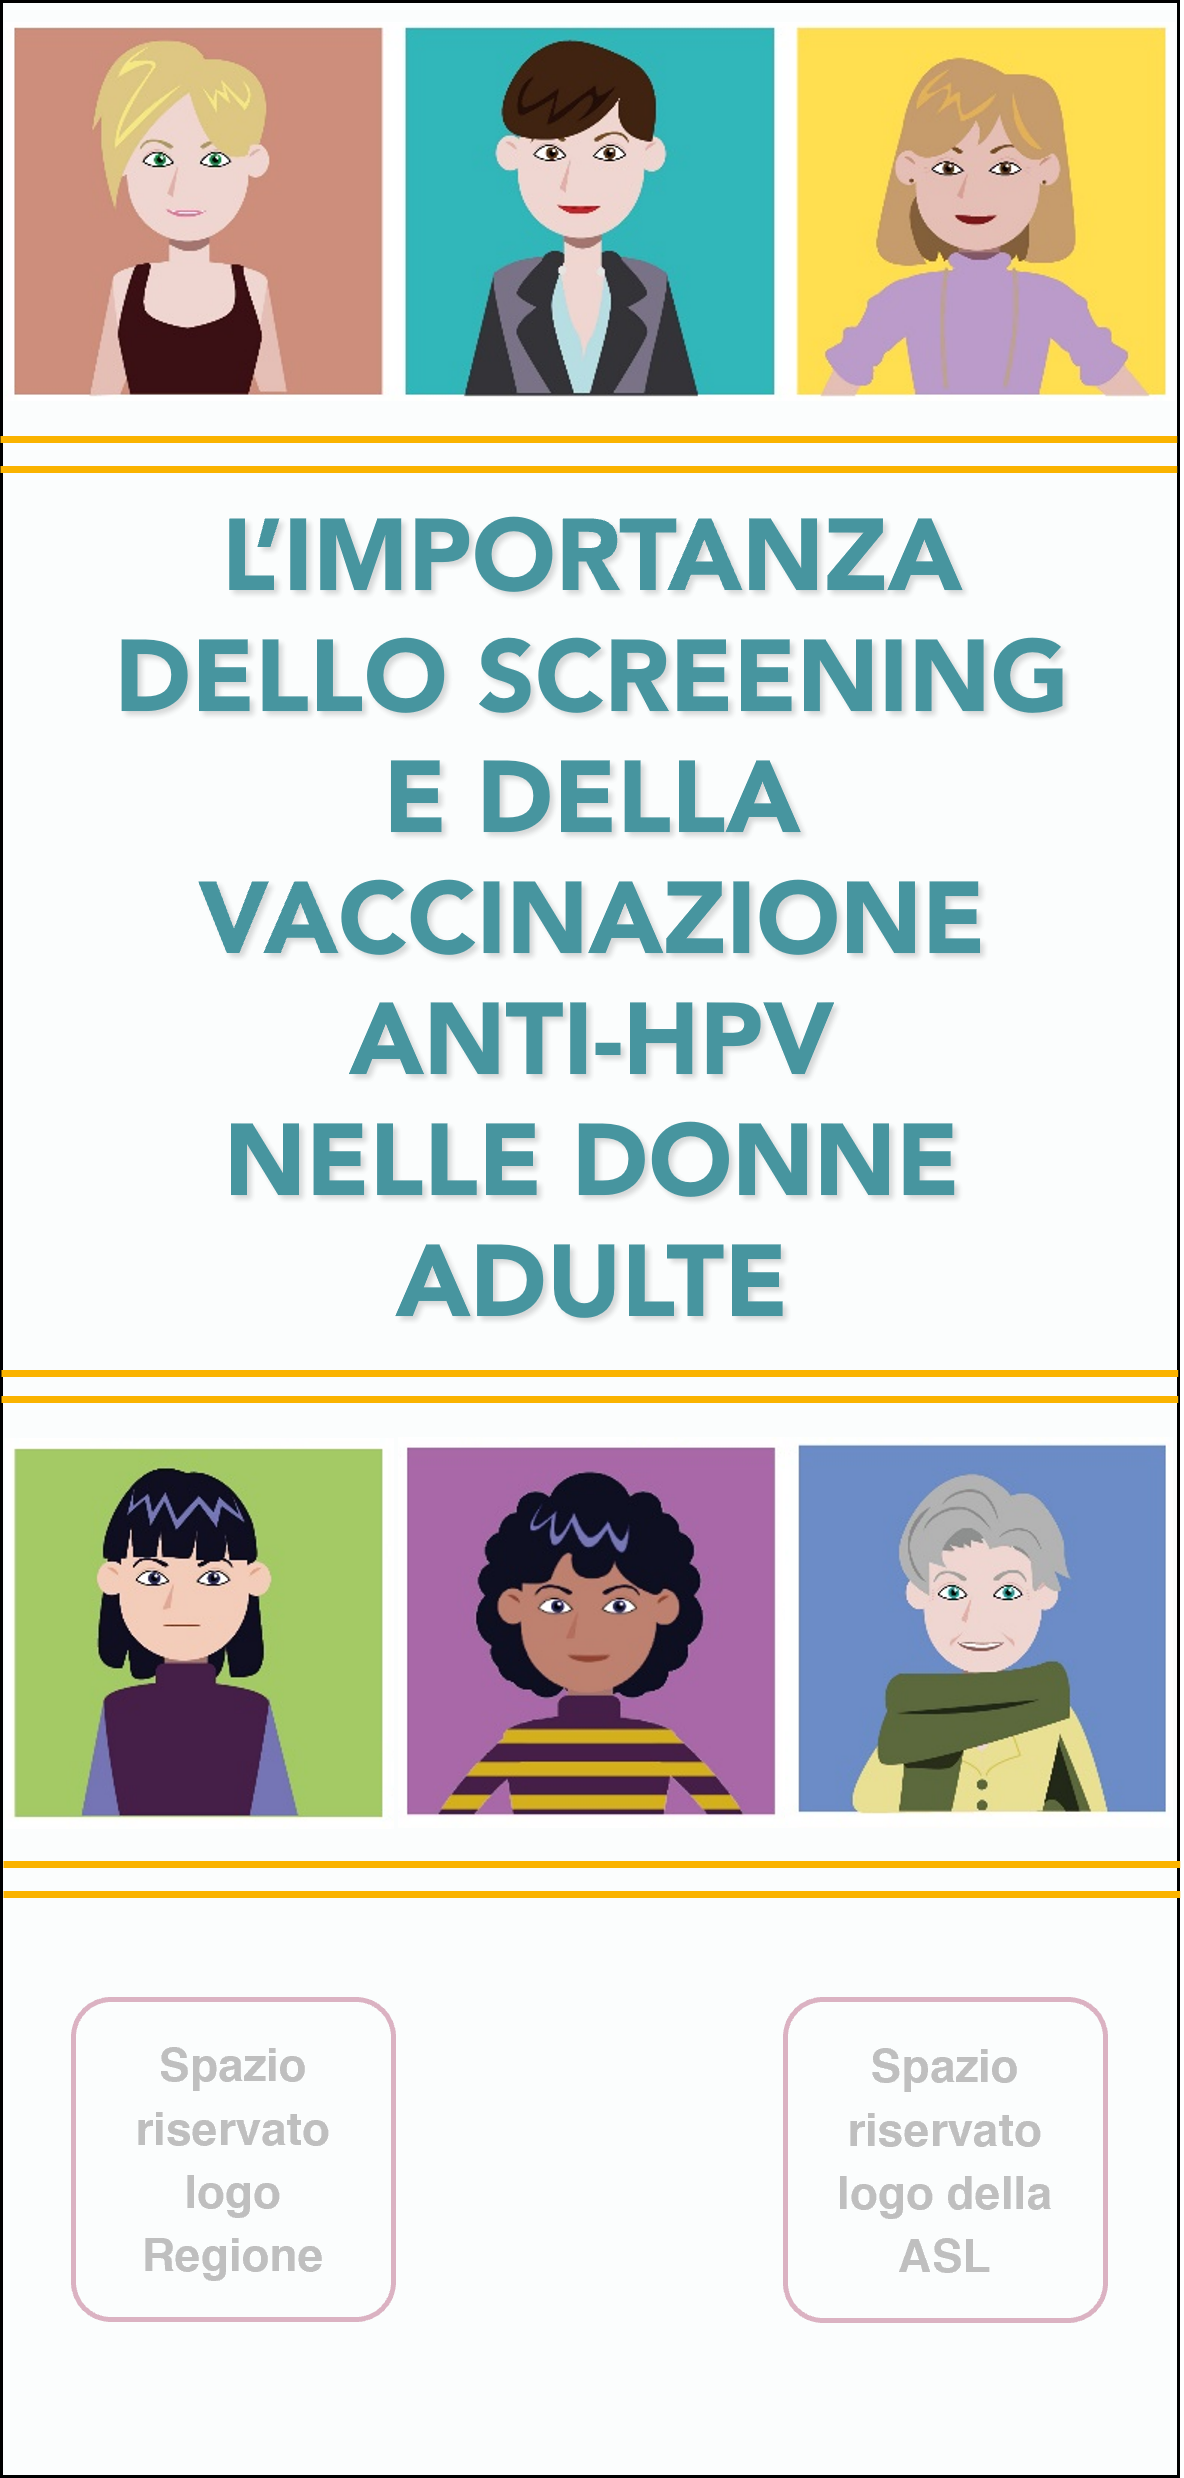 L’IMPORTANZA
DELLO SCREENING
E DELLA
VACCINAZIONE
ANTI-HPV
NELLE DONNE
ADULTE
Spazio
riservato
logo
Regione
Spazio
riservato
logo della
ASL